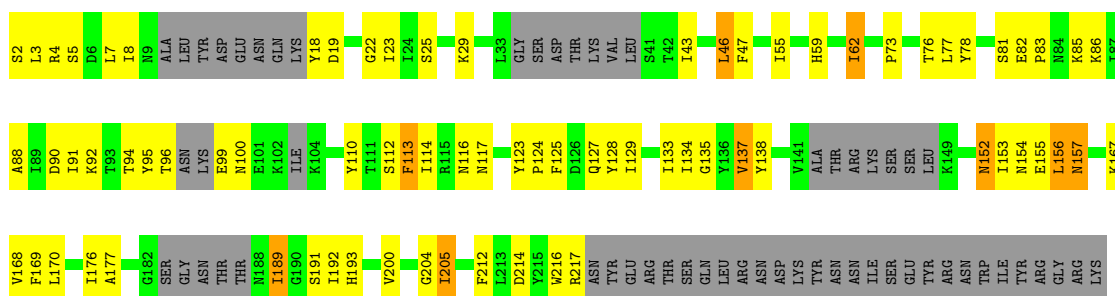 S2 L3 R4 S5 D6 L7 I8 N9 ALA LEU TYR ASP GLU ASN GLN LYS Y18 D19 G22 I23 I24 S25 K29 L33 GLY SER ASP THR LYS VAL LEU S41 T42 I43 L46 F47 I55 H59 I62 P73 T76 L77 Y78 S81 E82 P83 N84 K85 K86 I87
A88 I89 D90 I91 K92 T93 T94 Y95 T96 ASN LYS E99 N100 E101 K102 ILE K104 Y110 T111 S112 F113 I114 R115 N116 N117 Y123 P124 F125 D126 Q127 Y128 I129 I133 I134 G135 Y136 V137 Y138 V141 ALA THR ARG LYS SER SER LEU K149 N152 I153 N154 E155 L156 N157 K167
V168 F169 L170 I176 A177 G182 SER GLY ASN THR THR N188 I189 G190 S191 I192 H193 V200 G204 I205 F212 L213 D214 Y215 W216 R217 ASN TYR GLU ARG THR SER GLN LEU ARG ASN ASP LYS TYR ASN ASN ILE SER GLU TYR ARG ASN TRP ILE TYR ARG GLY ARG LYS